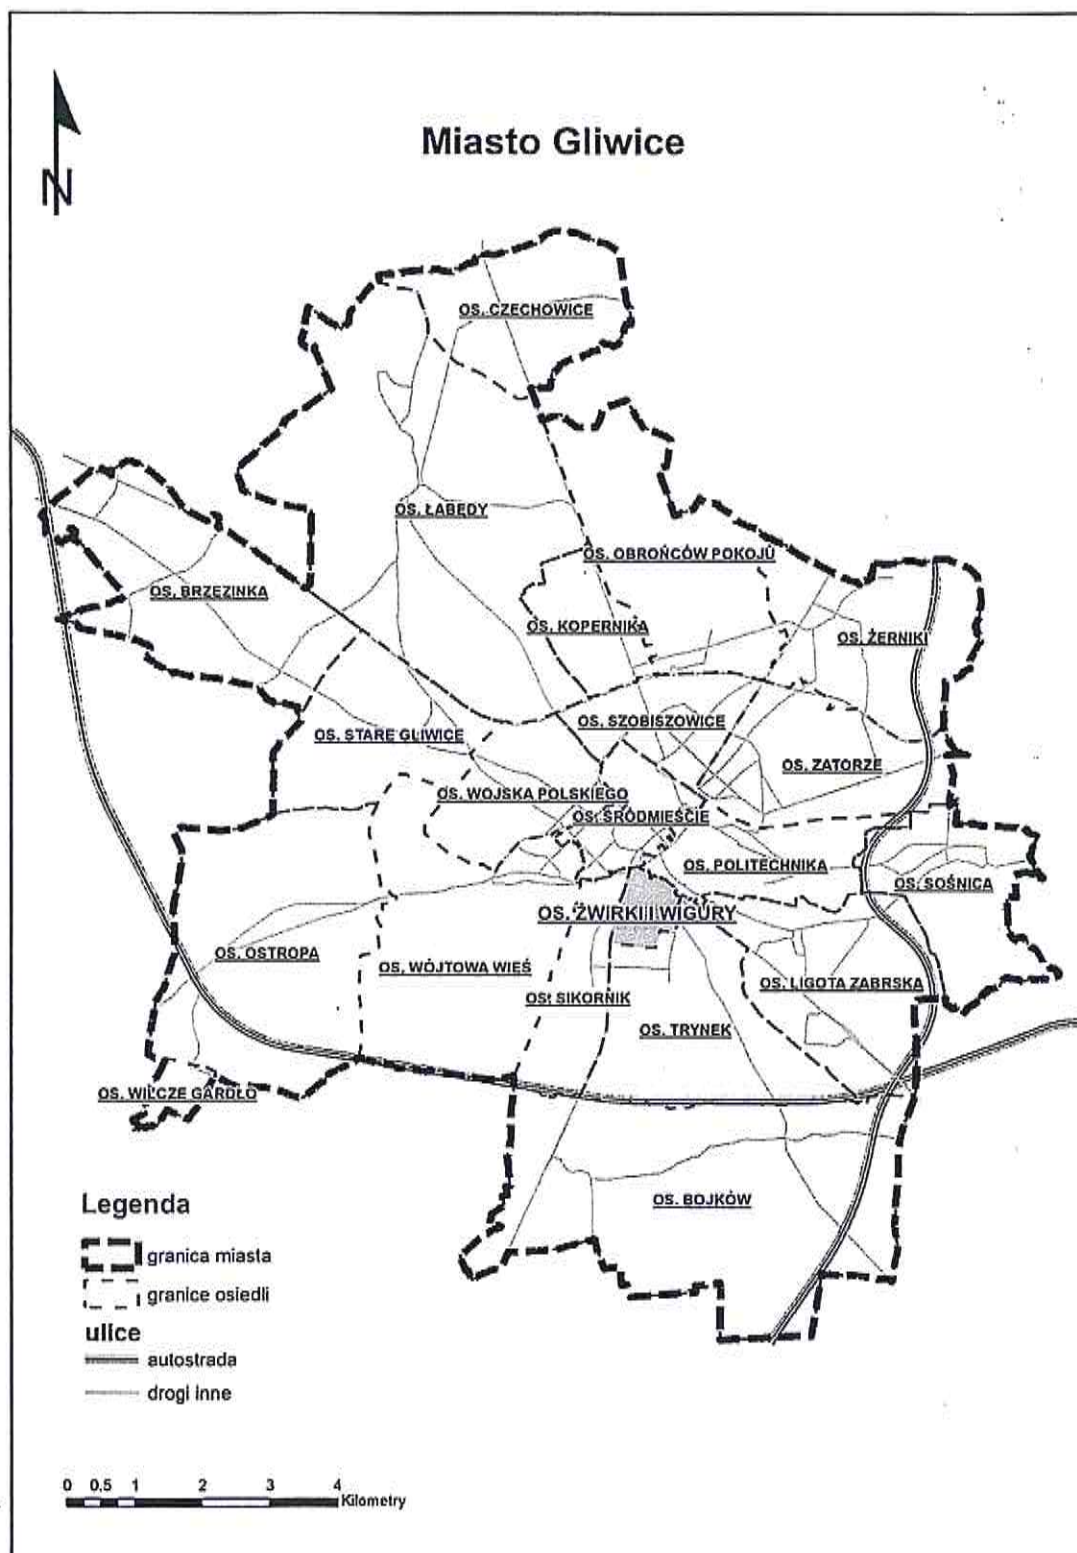 Miasto Gliwice
N
OS. CZECHOWICE
OS. ŁABĘDY
OS. OBROŃCÓW POKOJU
OS. BRZEZINKA
OS. KOPERNIKA
OS. ŻERNIKI
OS. SZOBISZOWICE
OS. STARE GLIWICE
OS. ZATORZE
OS. WOJSKA POLSKIEGO
OS. ŚRÓDMIEŚCIE
OS. POLITECHNIKA
OS. SOŚNICA
OS. ŻWIRKI I WIGURY
OS. OSTROPA
OS. WÓJTOWA WIEŚ
OS. LIGOTA ZABRSKA
OS. SIKORNIK
OS. TRYNEK
OS. WILCZE GARDŁO
OS. BOJKÓW
Legenda
granica miasta
granice osiedli
ulice
autostrada
drogi inne
0 0.5 1 2 3 4
Kilometry